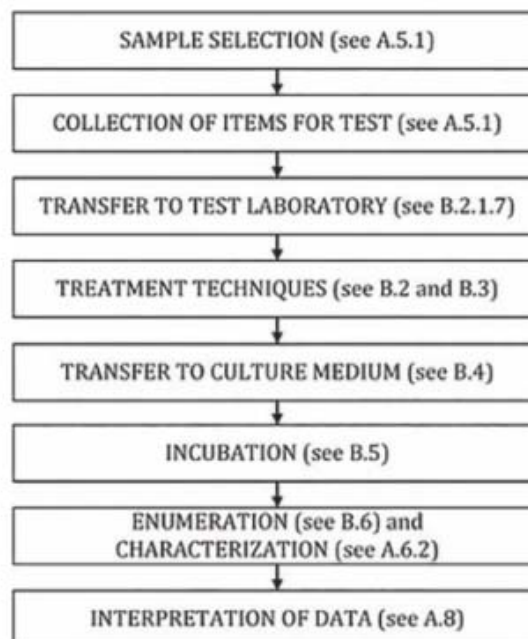 SAMPLE SELECTION (see A.5.1)
COLLECTION OF ITEMS FOR TEST (see A.5.1)
TRANSFER TO TEST LABORATORY (see B.2.1.7)
TREATMENT TECHNIQUES (see B.2 and B.3)
TRANSFER TO CULTURE MEDIUM (see B.4)
INCUBATION (see B.5)
ENUMERATION (see B.6) and
CHARACTERIZATION (see A.6.2)
INTERPRETATION OF DATA (see A.8)